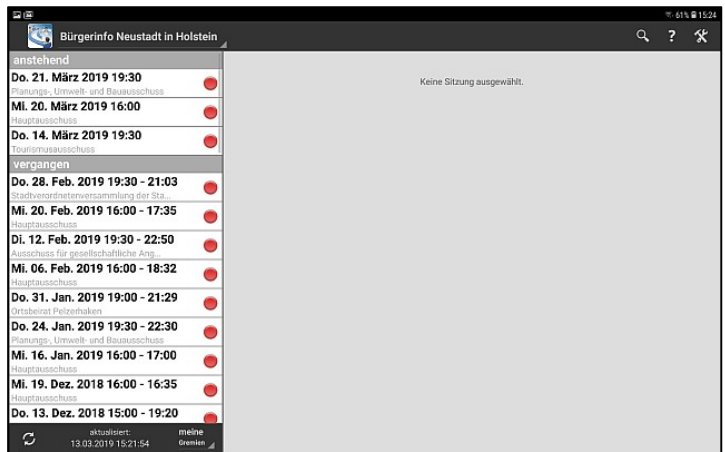 61% 15:24
Bürgerinfo Neustadt in Holstein
?
anstehend
Do. 21. März 2019 19:30
Planungs-, Umwelt- und Bauausschuss
Mi. 20. März 2019 16:00
Hauptausschuss
Do. 14. März 2019 19:30
Tourismusausschuss
vergangen
Do. 28. Feb. 2019 19:30 - 21:03
Stadtverordnetenversammlung der Sta...
Mi. 20. Feb. 2019 16:00 - 17:35
Hauptausschuss
Di. 12. Feb. 2019 19:30 - 22:50
Ausschuss für gesellschaftliche Ang...
Mi. 06. Feb. 2019 16:00 - 18:32
Hauptausschuss
Do. 31. Jan. 2019 19:00 - 21:29
Ortsbeirat Pelzerhaken
Do. 24. Jan. 2019 19:30 - 22:30
Planungs-, Umwelt- und Bauausschuss
Mi. 16. Jan. 2019 16:00 - 17:00
Hauptausschuss
Mi. 19. Dez. 2018 16:00 - 16:35
Hauptausschuss
Do. 13. Dez. 2018 15:00 - 19:20
aktualisiert:
13.03.2019 15:21:54
meine
Gremien
Keine Sitzung ausgewählt.